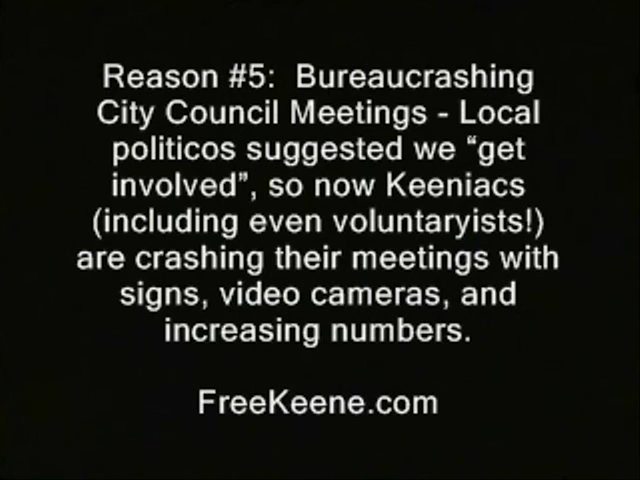 Reason #5:  Bureaucrashing
City Council Meetings - Local
politicos suggested we “get
involved”, so now Keeniacs
(including even voluntaryists!)
are crashing their meetings with
signs, video cameras, and
increasing numbers.
FreeKeene.com